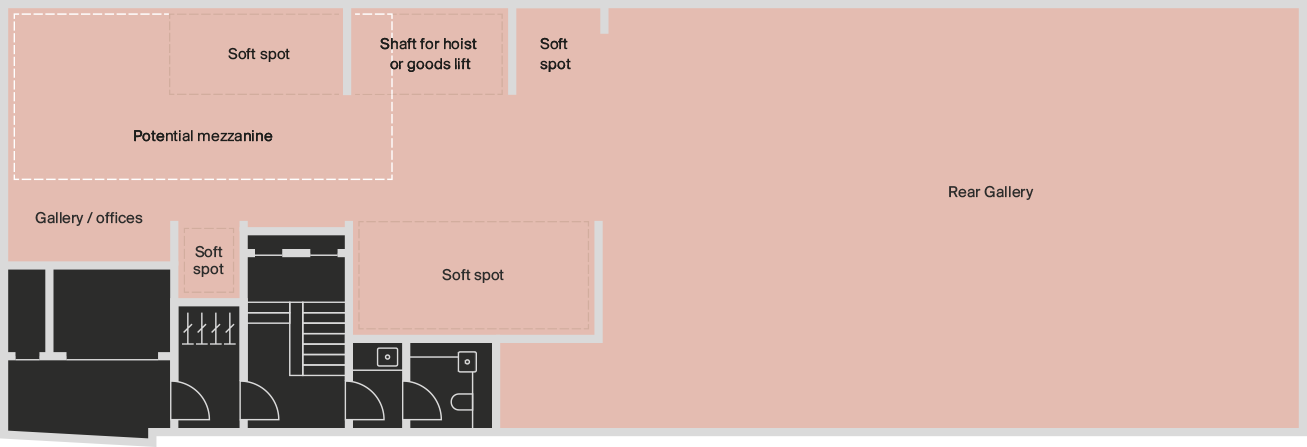 Soft spot
Shaft for hoist
or goods lift
Soft
spot
Potential mezzanine
Rear Gallery
Gallery / offices
Soft
spot
Soft spot